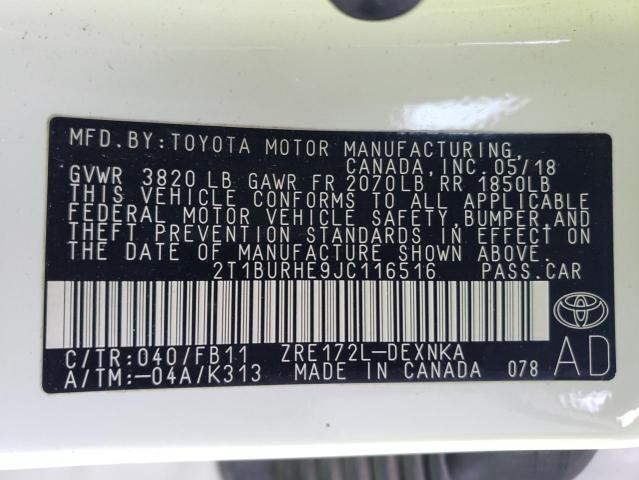 MFD. BY: TOYOTA MOTOR MANUFACTURING,
CANADA, INC. 05/18
GVWR 3820 LB GAWR FR 2070LB RR 1850LB
THIS VEHICLE CONFORMS TO ALL APPLICABLE
FEDERAL MOTOR VEHICLE SAFETY, BUMPER, AND
THEFT PREVENTION STANDARDS IN EFFECT ON
THE DATE OF MANUFACTURE SHOWN ABOVE.
2T1BURHE9JC116516 PASS. CAR
C/TR: 040/FB11 ZRE172L-DEXNKA
A/TM: -04A/K313 MADE IN CANADA 078 AD